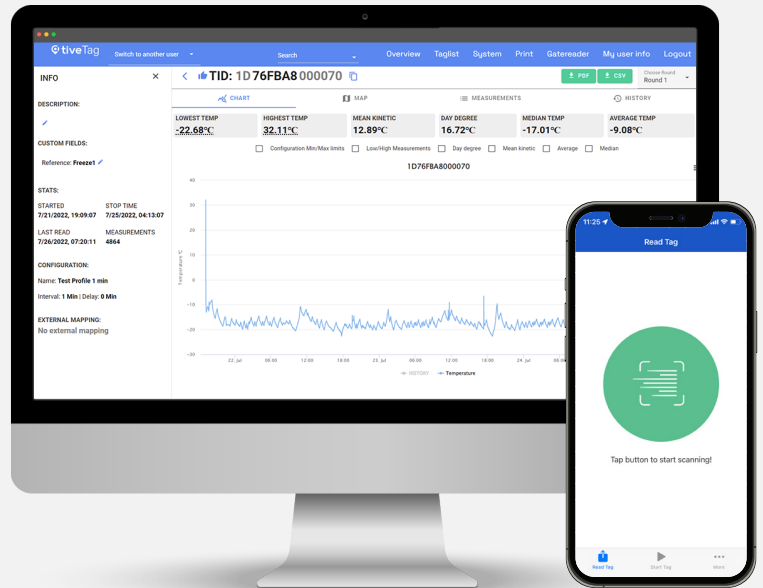 tiveTag
Switch to another user
Search
Overview Taglist System Print Gatereader My user info Logout
INFO ×
DESCRIPTION:
CUSTOM FIELDS:
Reference: Freeze1
STATS:
STARTED STOP TIME
7/21/2022, 19:09:07 7/25/2022, 04:13:07
LAST READ MEASUREMENTS
7/26/2022, 07:20:11 4864
CONFIGURATION:
Name: Test Profile 1 min
Interval: 1 Min | Delay: 0 Min
EXTERNAL MAPPING:
No external mapping
TID: 1D76FBA8000070
PDF CSV
Choose Round
Round 1
CHART MAP MEASUREMENTS HISTORY
LOWEST TEMP HIGHEST TEMP MEAN KINETIC DAY DEGREE MEDIAN TEMP AVERAGE TEMP
-22.68°C 32.11°C 12.89°C 16.72°C -17.01°C -9.08°C
Configuration Min/Max limits Low/High Measurements Day degree Mean kinetic Average Median
1D76FBA8000070
Temperature °C
40
30
20
10
0
-10
-20
-30
22. Jul 06:00 12:00 18:00 23. Jul 06:00 12:00 18:00 24. Jul
HISTORY Temperature
11:25
Read Tag
Tap button to start scanning!
Read Tag Start Tag More